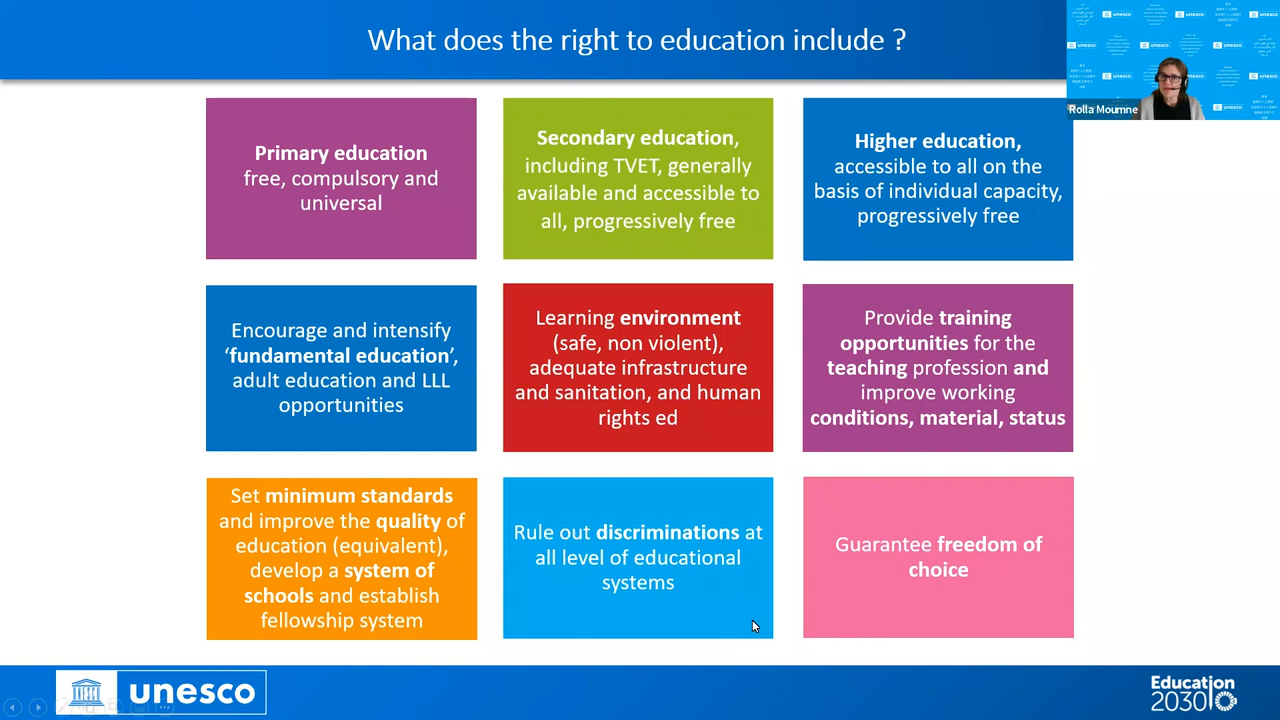 What does the right to education include ?
unesco
Rolla Moumne
Primary education
free, compulsory and
universal
Secondary education,
including TVET, generally
available and accessible to
all, progressively free
Higher education,
accessible to all on the
basis of individual capacity,
progressively free
Encourage and intensify
‘fundamental education’,
adult education and LLL
opportunities
Learning environment
(safe, non violent),
adequate infrastructure
and sanitation, and human
rights ed
Provide training
opportunities for the
teaching profession and
improve working
conditions, material, status
Set minimum standards
and improve the quality of
education (equivalent),
develop a system of
schools and establish
fellowship system
Rule out discriminations at
all level of educational
systems
Guarantee freedom of
choice
unesco
Education
2030